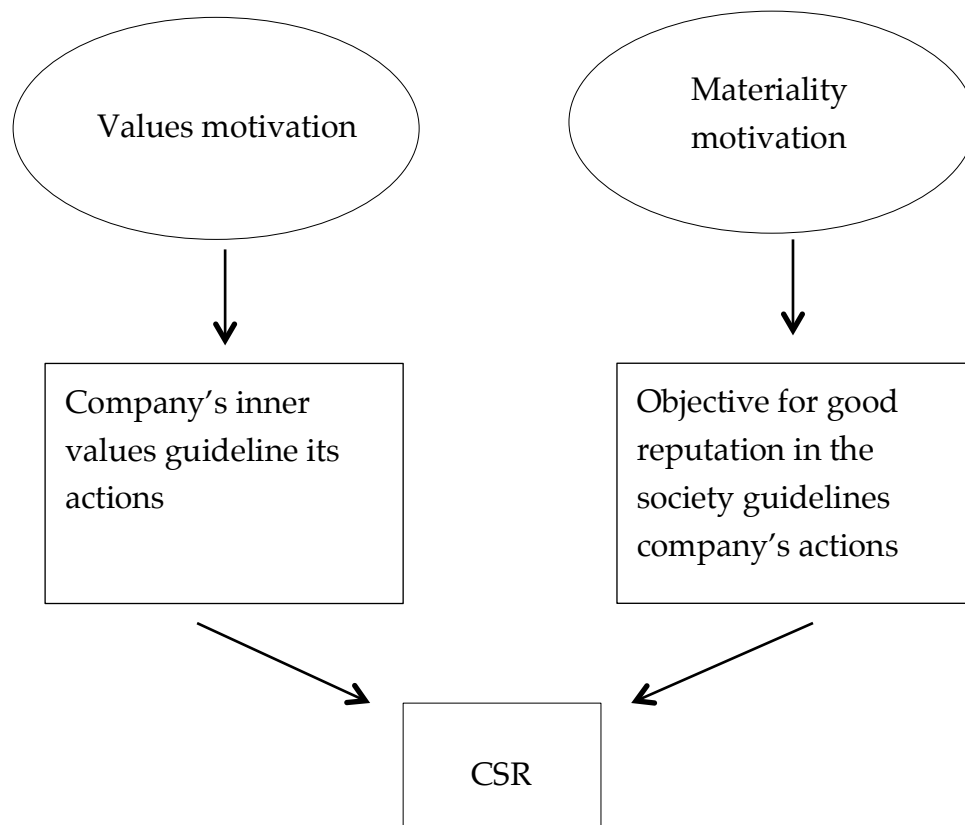 Values motivation
Materiality
motivation
Company’s inner
values guideline its
actions
Objective for good
reputation in the
society guidelines
company’s actions
CSR